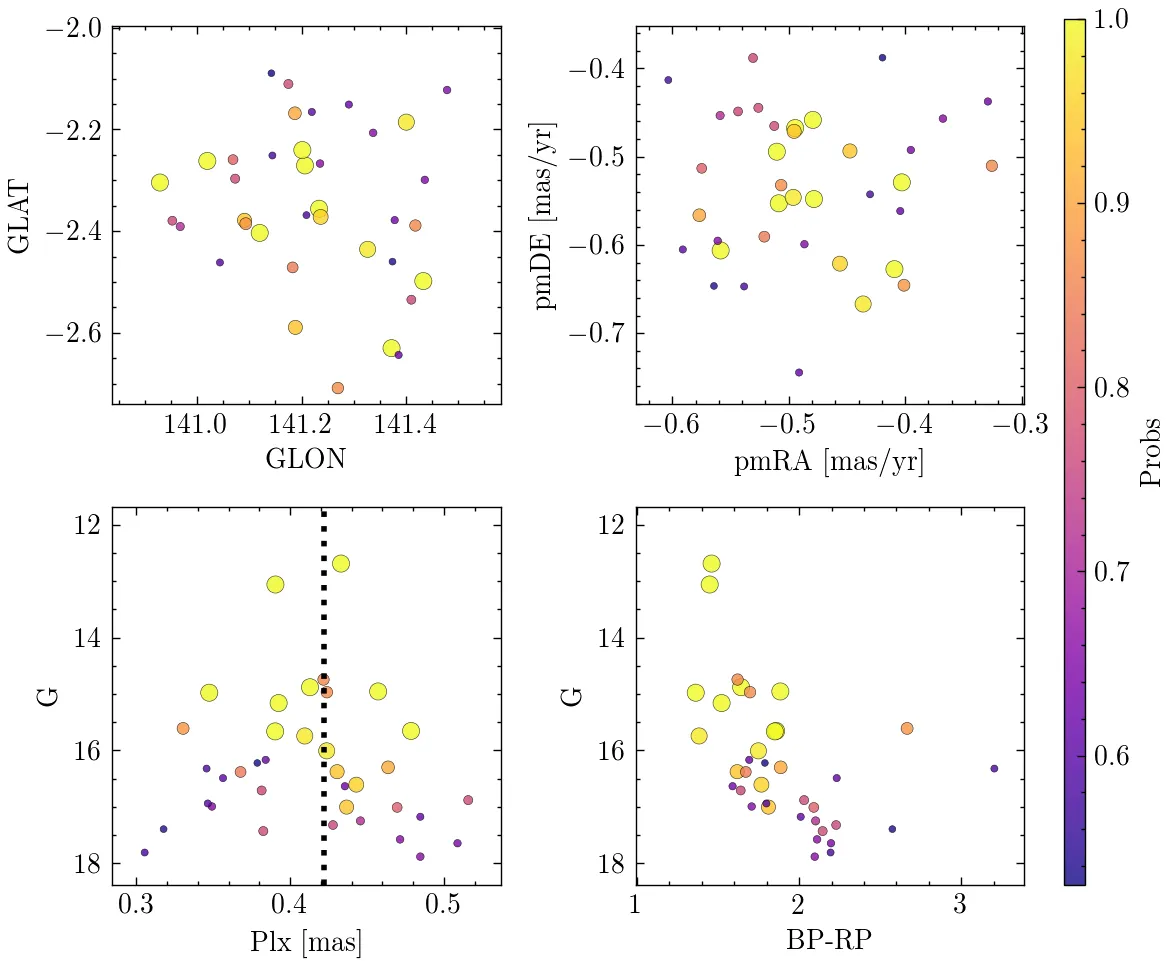 −2.0
−2.2
−2.4
−2.6
GLAT
141.0 141.2 141.4
GLON
−0.4
−0.5
−0.6
−0.7
pmDE [mas/yr]
−0.6 −0.5 −0.4 −0.3
pmRA [mas/yr]
12
14
16
18
G
0.3 0.4 0.5
Plx [mas]
12
14
16
18
G
1 2 3
BP-RP
1.0
0.9
0.8
0.7
0.6
Probs